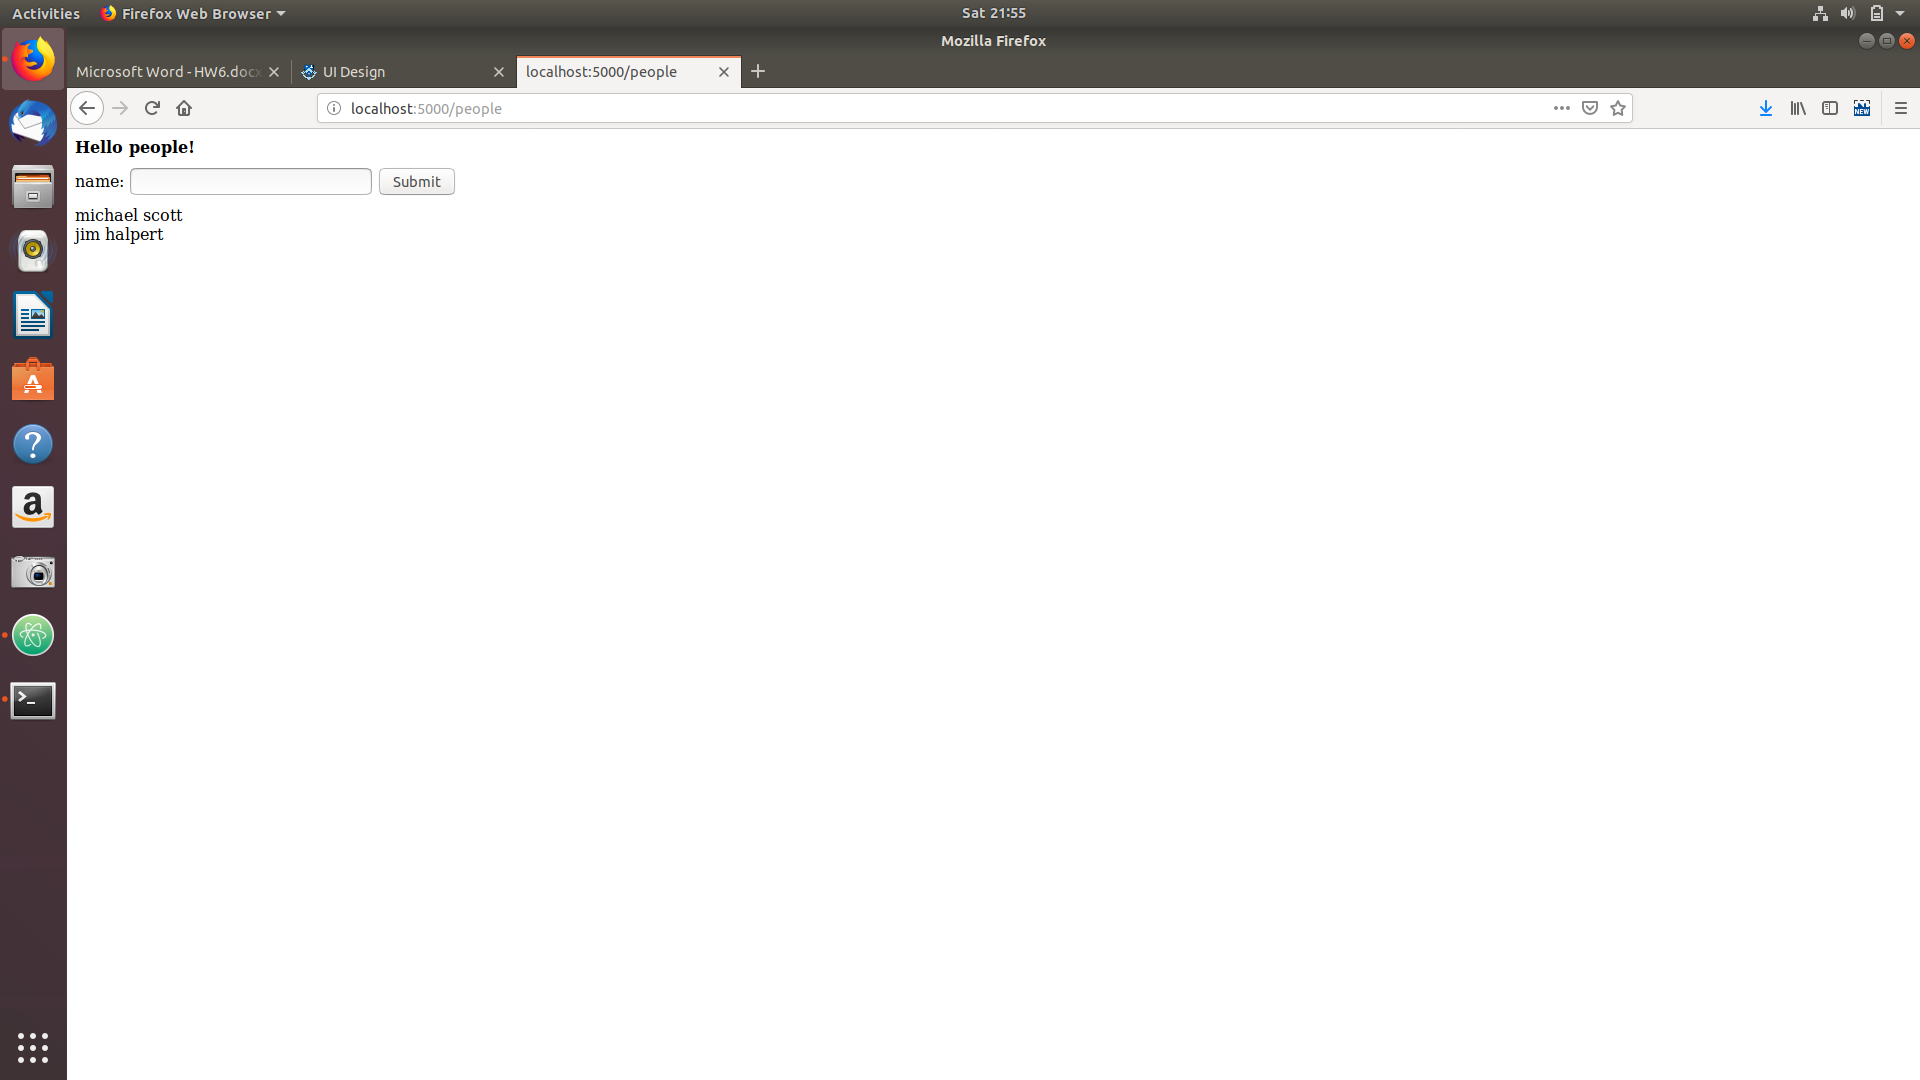 Activities
Firefox Web Browser
Sat 21:55
Mozilla Firefox
Microsoft Word - HW6.docx
UI Design
localhost:5000/people
localhost:5000/people
NEW
Hello people!
name:
Submit
michael scott
jim halpert